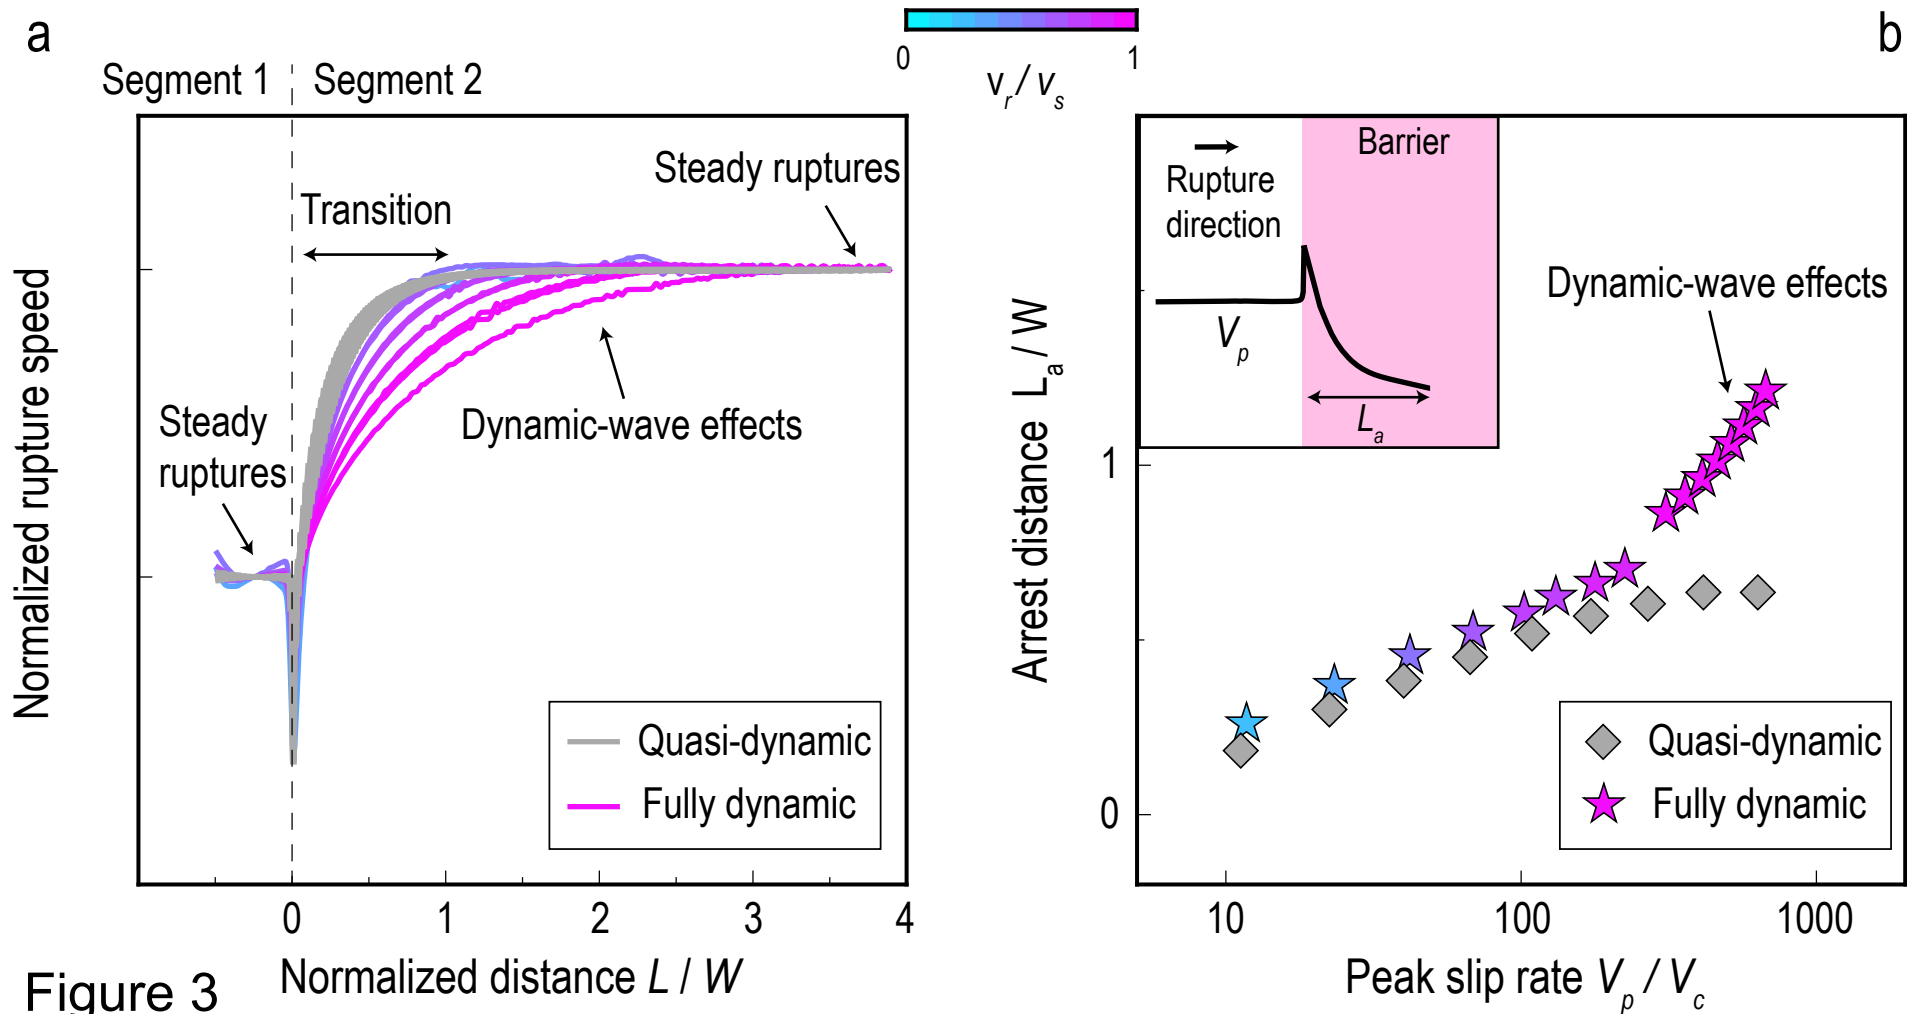 a
b
0
1
v_r / v_s
Segment 1
Segment 2
Steady ruptures
Transition
Steady
ruptures
Dynamic-wave effects
Quasi-dynamic
Fully dynamic
Normalized rupture speed
0
1
2
3
4
Normalized distance L / W
Barrier
Rupture
direction
V_p
L_a
Dynamic-wave effects
Arrest distance L_a / W
1
0
Quasi-dynamic
Fully dynamic
10
100
1000
Peak slip rate V_p / V_c
Figure 3